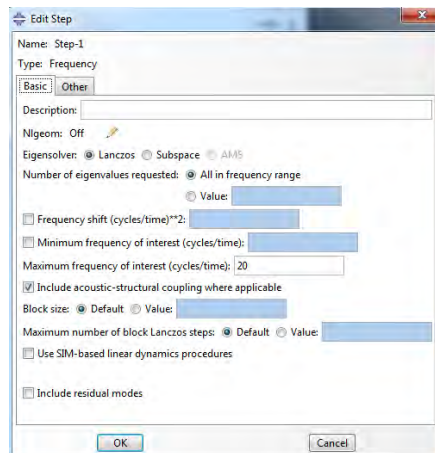 Edit Step
Name: Step-1
Type: Frequency
Basic Other
Description:
Nlgeom: Off
Eigensolver: Lanczos Subspace AMS
Number of eigenvalues requested: All in frequency range
Value:
Frequency shift (cycles/time)**2:
Minimum frequency of interest (cycles/time):
Maximum frequency of interest (cycles/time): 20
Include acoustic-structural coupling where applicable
Block size: Default Value:
Maximum number of block Lanczos steps: Default Value:
Use SIM-based linear dynamics procedures
Include residual modes
OK Cancel